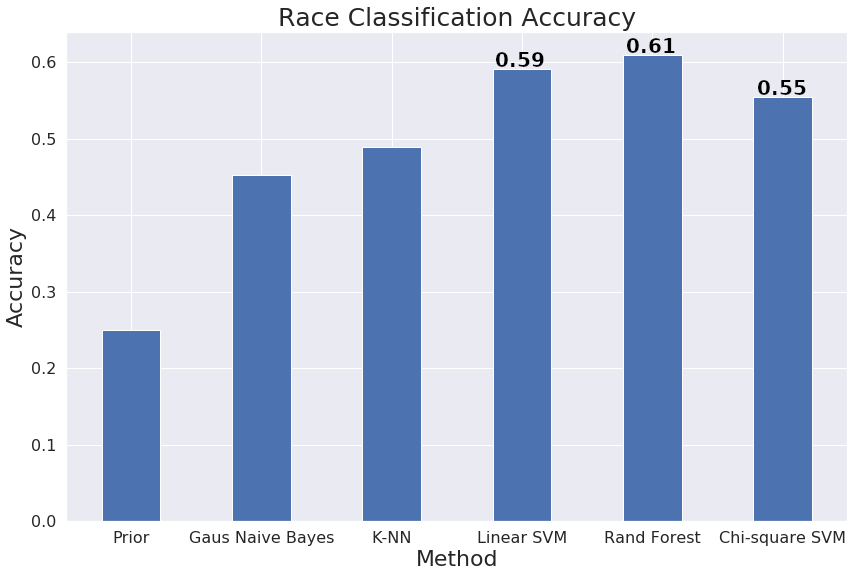 Race Classification Accuracy
0.59
0.61
0.55
Accuracy
0.6
0.5
0.4
0.3
0.2
0.1
0.0
Prior
Gaus Naive Bayes
K-NN
Linear SVM
Rand Forest
Chi-square SVM
Method